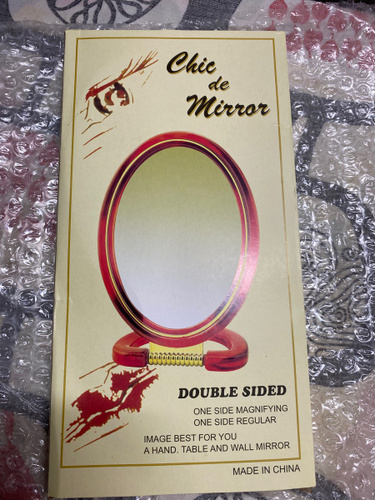 Chic
de
Mirror
DOUBLE SIDED
ONE SIDE MAGNIFYING
ONE SIDE REGULAR
IMAGE BEST FOR YOU
A HAND. TABLE AND WALL MIRROR
MADE IN CHINA